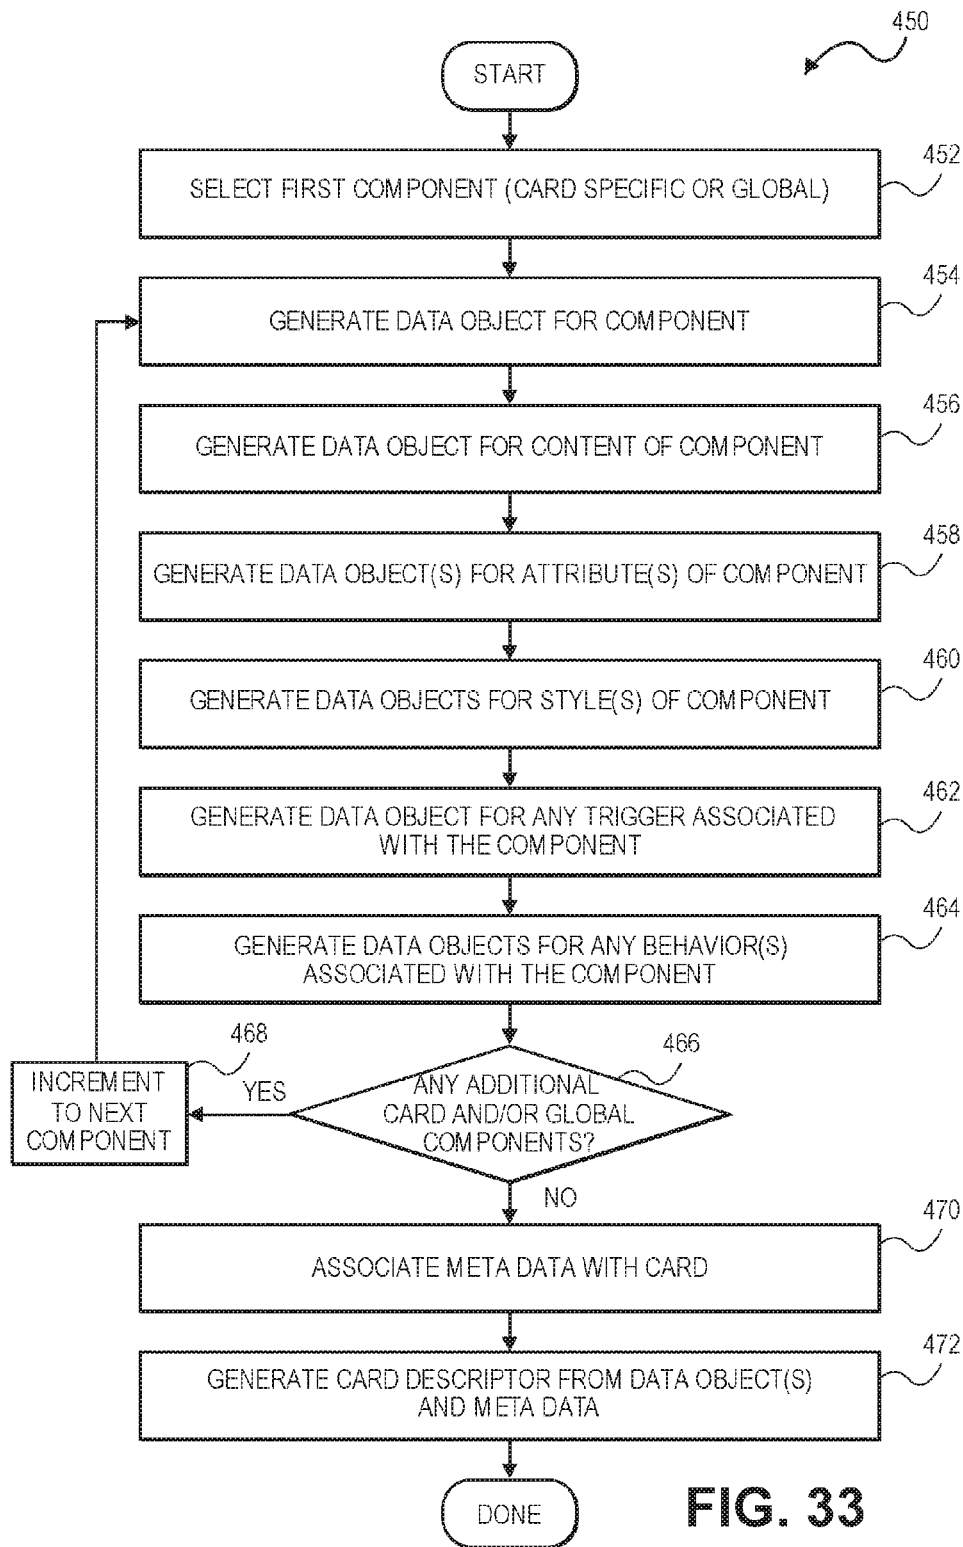 450
START
452
SELECT FIRST COMPONENT (CARD SPECIFIC OR GLOBAL)
454
GENERATE DATA OBJECT FOR COMPONENT
456
GENERATE DATA OBJECT FOR CONTENT OF COMPONENT
458
GENERATE DATA OBJECT(S) FOR ATTRIBUTE(S) OF COMPONENT
460
GENERATE DATA OBJECTS FOR STYLE(S) OF COMPONENT
462
GENERATE DATA OBJECT FOR ANY TRIGGER ASSOCIATED
WITH THE COMPONENT
464
GENERATE DATA OBJECTS FOR ANY BEHAVIOR(S)
ASSOCIATED WITH THE COMPONENT
468
INCREMENT
TO NEXT
COMPONENT
YES
466
ANY ADDITIONAL
CARD AND/OR GLOBAL
COMPONENTS?
NO
470
ASSOCIATE META DATA WITH CARD
472
GENERATE CARD DESCRIPTOR FROM DATA OBJECT(S)
AND META DATA
DONE
FIG. 33